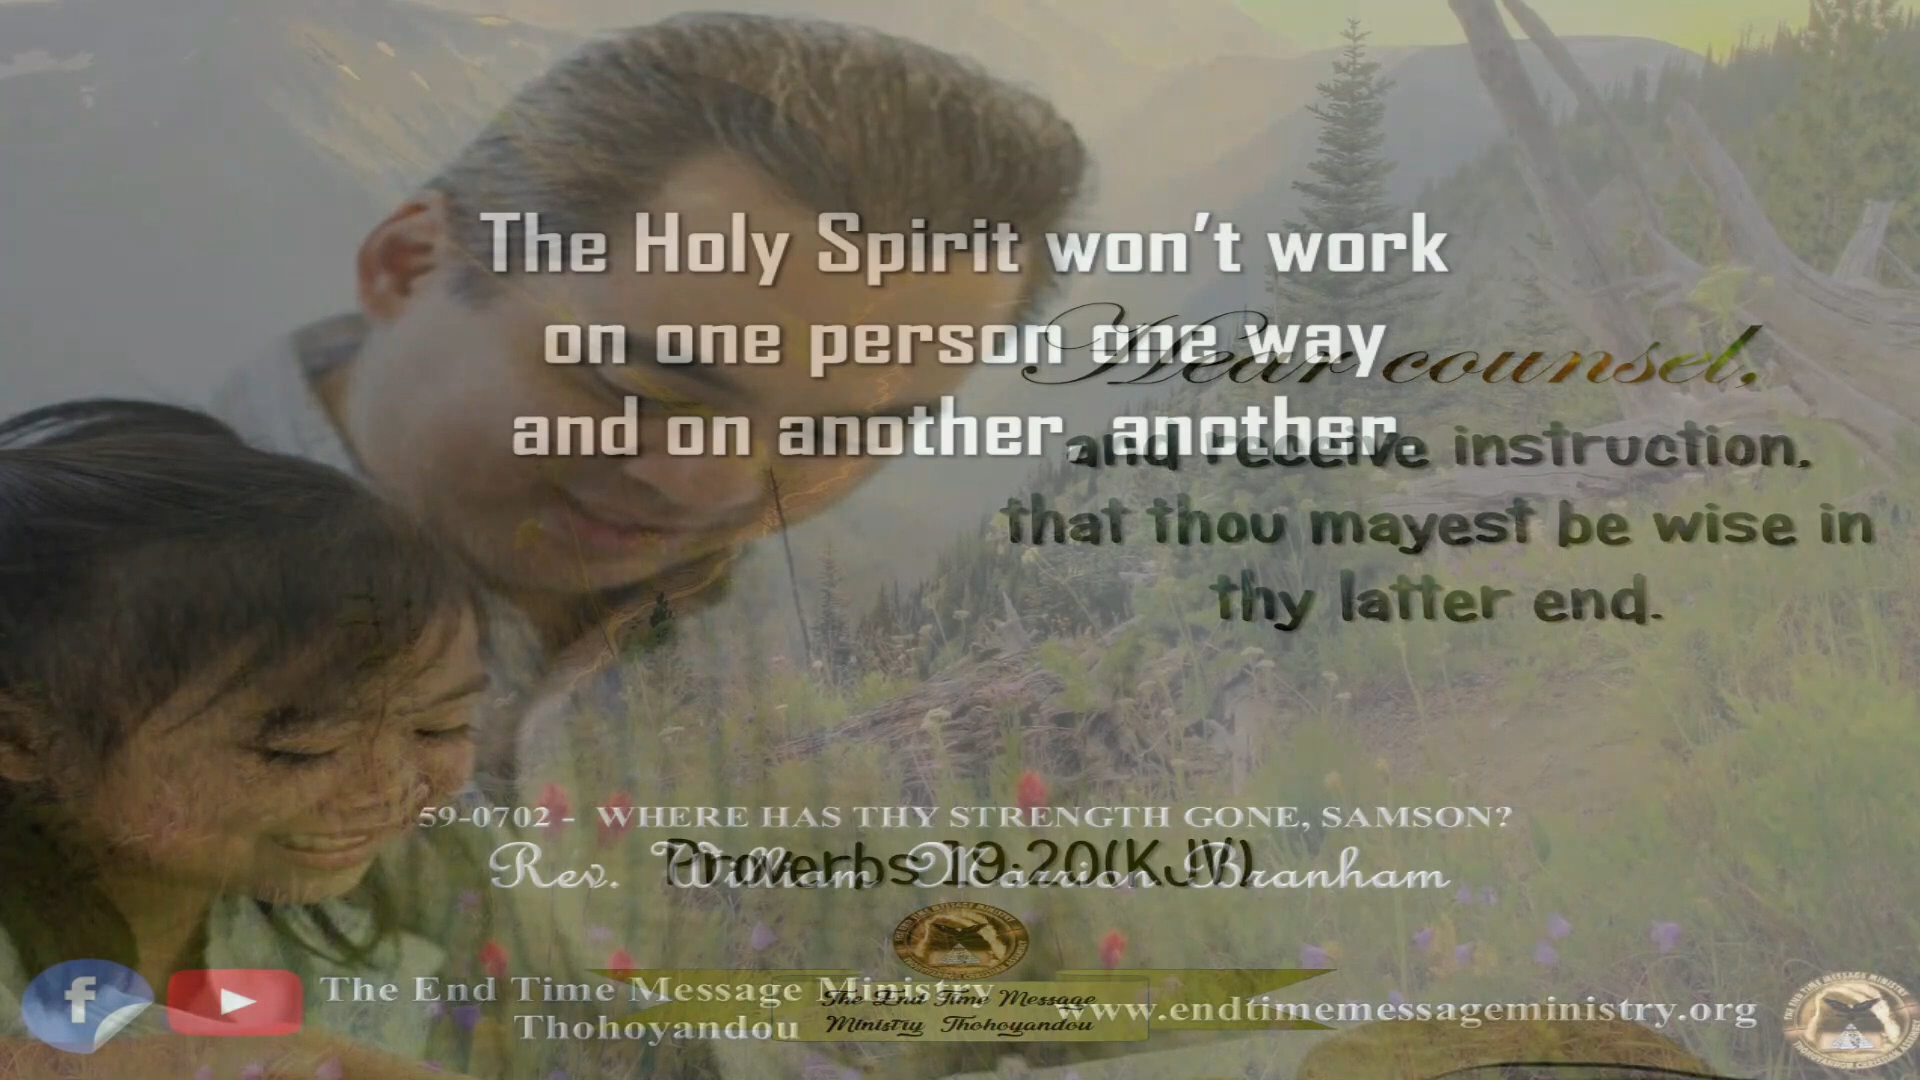 The Holy Spirit won't work
on one person one way
and on another, another.
Hear counsel,
and receive instruction,
that thou mayest be wise in
thy latter end.
59-0702 - WHERE HAS THY STRENGTH GONE, SAMSON?
Rev. William Marrion Branham
Proverbs 19:20(KJV)
The End Time Message Ministry
Thohoyandou
The End Time Message
Ministry Thohoyandou
www.endtimemessageministry.org